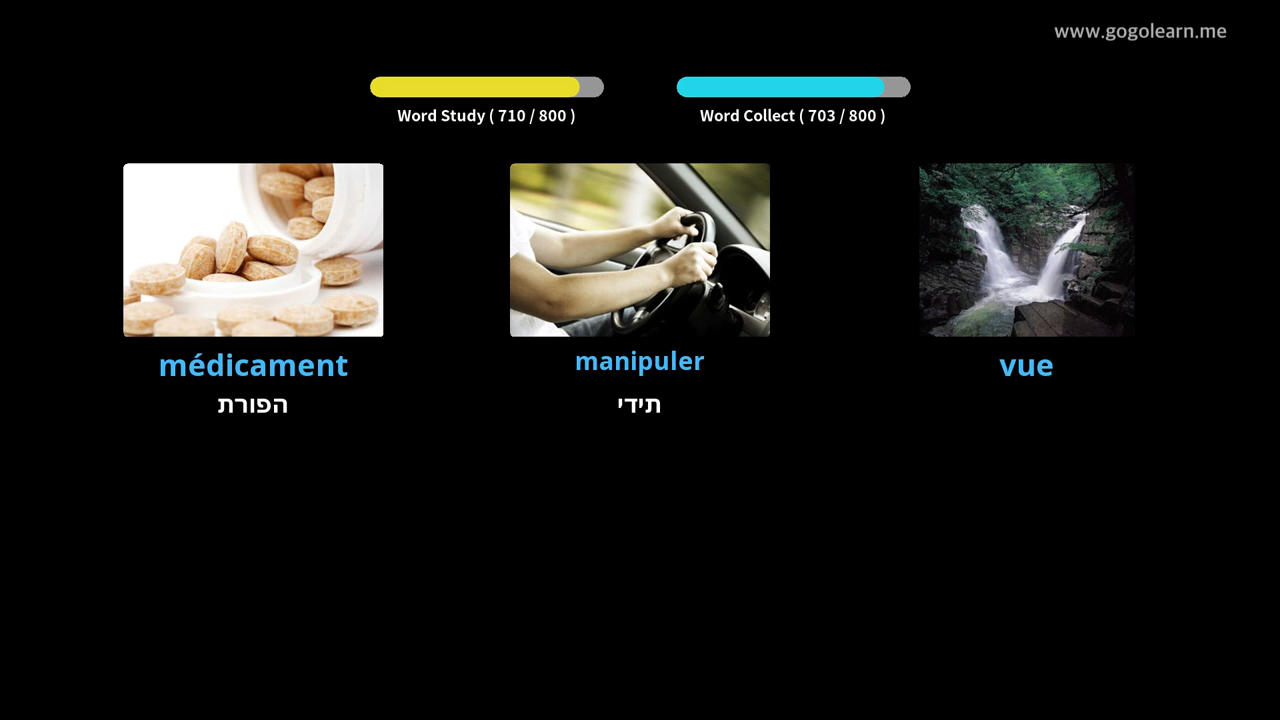 www.gogolearn.me
Word Study ( 710 / 800 )
Word Collect ( 703 / 800 )
médicament
manipuler
vue
הפורת
תידי